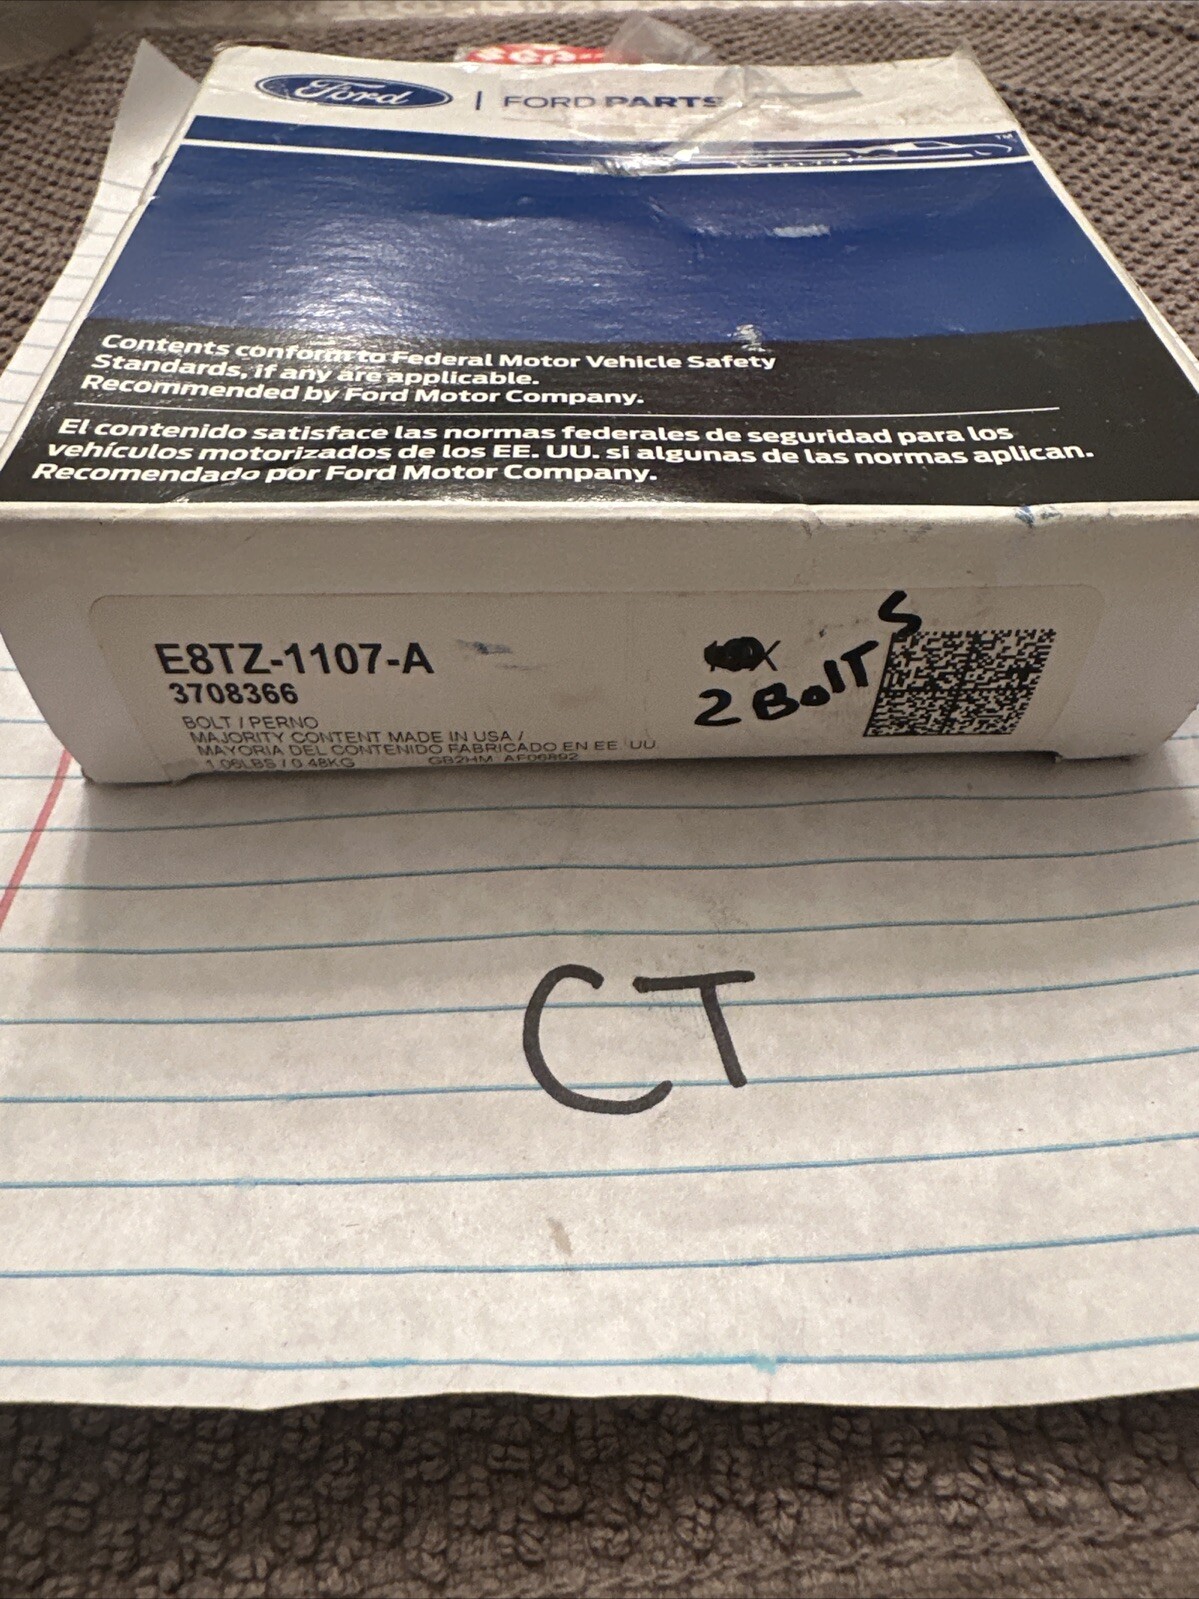 Ford | FORD PARTS
TM
Contents conform to Federal Motor Vehicle Safety
Standards, if any are applicable.
Recommended by Ford Motor Company.
El contenido satisface las normas federales de seguridad para los
vehículos motorizados de los EE. UU. si algunas de las normas aplican.
Recomendado por Ford Motor Company.
E8TZ-1107-A
3708366
BOLT / PERNO
MAJORITY CONTENT MADE IN USA /
MAYORIA DEL CONTENIDO FABRICADO EN EE. UU.
1.06LBS / 0.48KG GB2HM AF06892
X
2 BolTS
CT